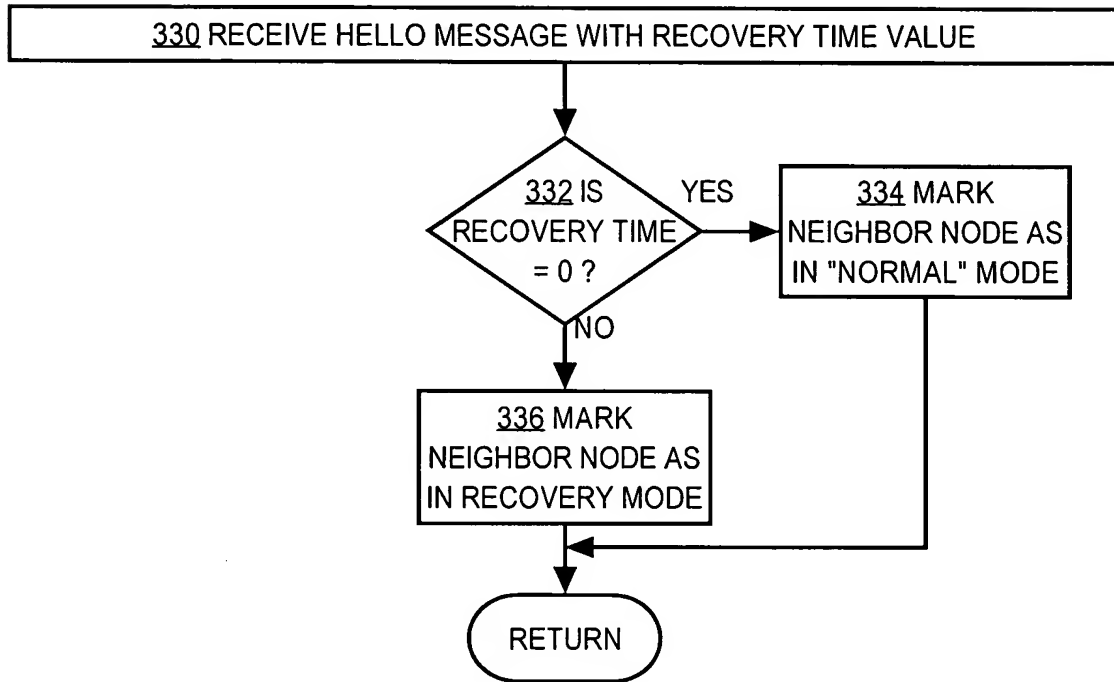 330 RECEIVE HELLO MESSAGE WITH RECOVERY TIME VALUE
332 IS
RECOVERY TIME
= 0 ?
YES
334 MARK
NEIGHBOR NODE AS
IN "NORMAL" MODE
NO
336 MARK
NEIGHBOR NODE AS
IN RECOVERY MODE
RETURN